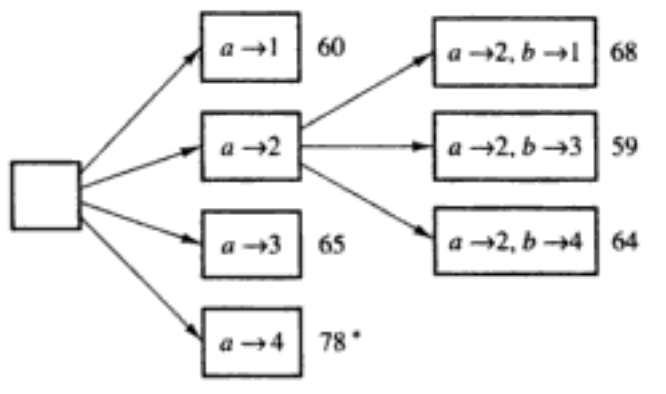 a →1 60
a →2, b →1 68
a →2
a →2, b →3 59
a →3 65
a →2, b →4 64
a →4 78*